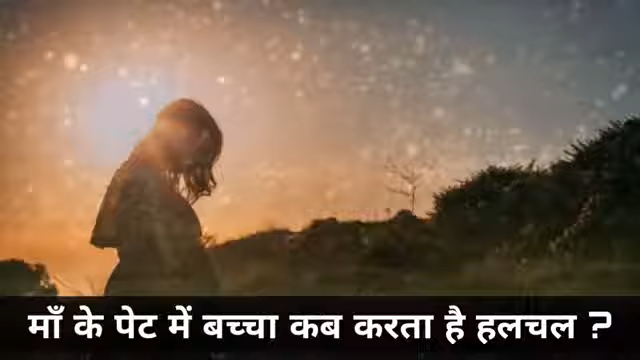 माँ के पेट में बच्चा कब करता है हलचल ?